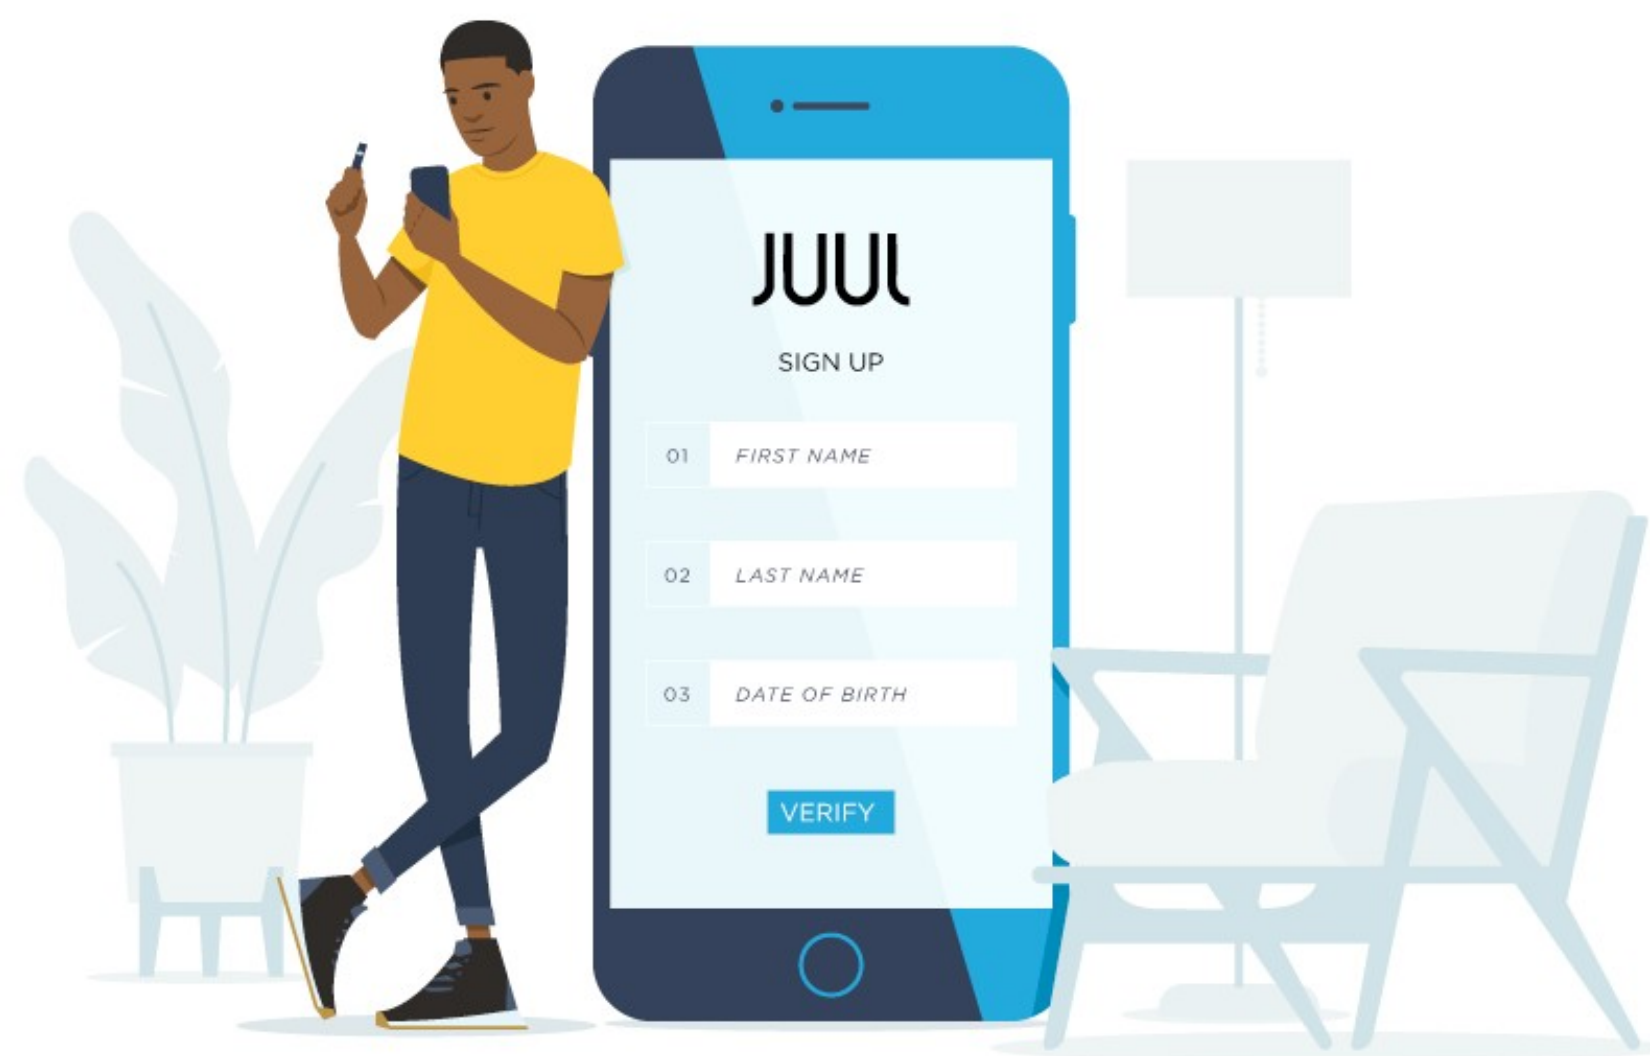 JUUL
SIGN UP
01 FIRST NAME
02 LAST NAME
03 DATE OF BIRTH
VERIFY